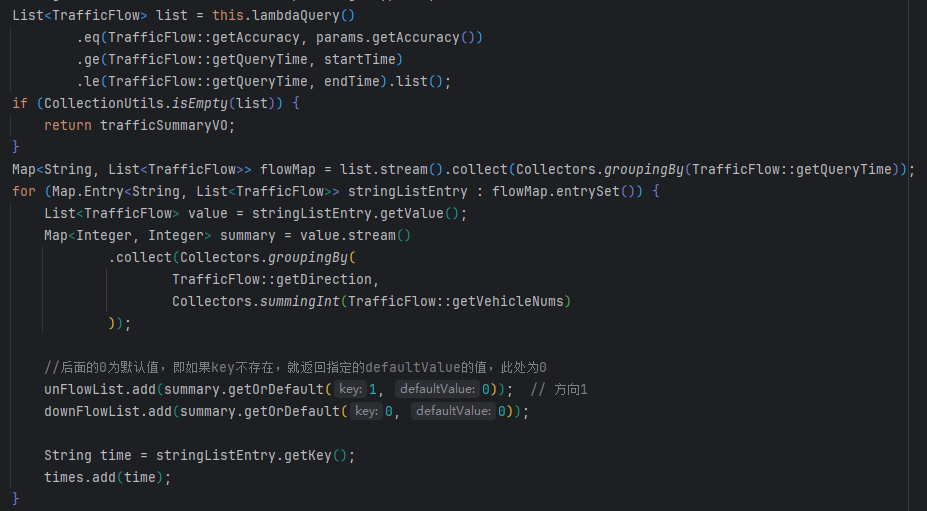 List<TrafficFlow> list = this.lambdaQuery()
.eq(TrafficFlow::getAccuracy, params.getAccuracy())
.ge(TrafficFlow::getQueryTime, startTime)
.le(TrafficFlow::getQueryTime, endTime).list();
if (CollectionUtils.isEmpty(list)) {
return trafficSummaryVO;
}
Map<String, List<TrafficFlow>> flowMap = list.stream().collect(Collectors.groupingBy(TrafficFlow::getQueryTime));
for (Map.Entry<String, List<TrafficFlow>> stringListEntry : flowMap.entrySet()) {
List<TrafficFlow> value = stringListEntry.getValue();
Map<Integer, Integer> summary = value.stream()
.collect(Collectors.groupingBy(
TrafficFlow::getDirection,
Collectors.summingInt(TrafficFlow::getVehicleNums)
));
//后面的0为默认值，即如果key不存在，就返回指定的defaultValue的值，此处为0
unFlowList.add(summary.getOrDefault( key: 1, defaultValue: 0)); // 方向1
downFlowList.add(summary.getOrDefault( key: 0, defaultValue: 0));
String time = stringListEntry.getKey();
times.add(time);
}